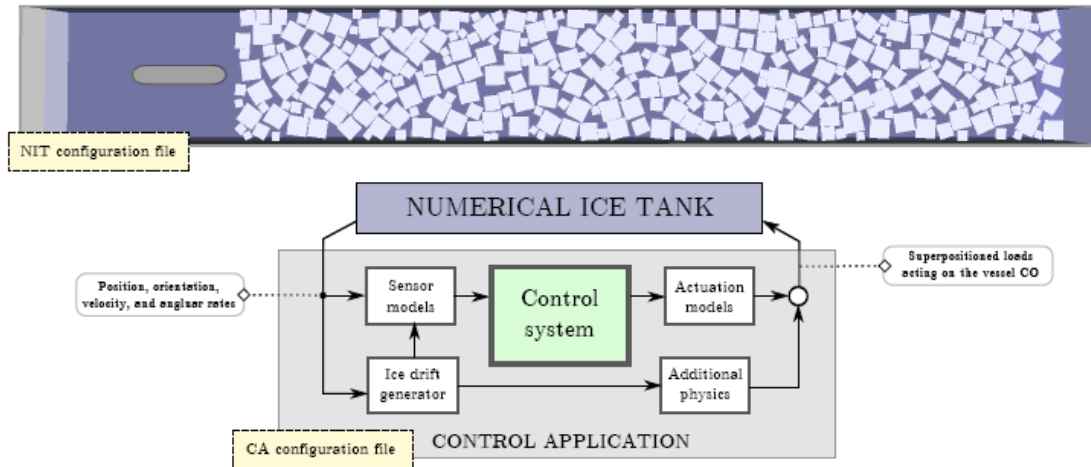 NIT configuration file
NUMERICAL ICE TANK
Superpositioned loads
acting on the vessel CO
Position, orientation,
velocity, and angluar rates
Sensor
models
Control
system
Actuation
models
Ice drift
generator
Additional
physics
CA configuration file
CONTROL APPLICATION